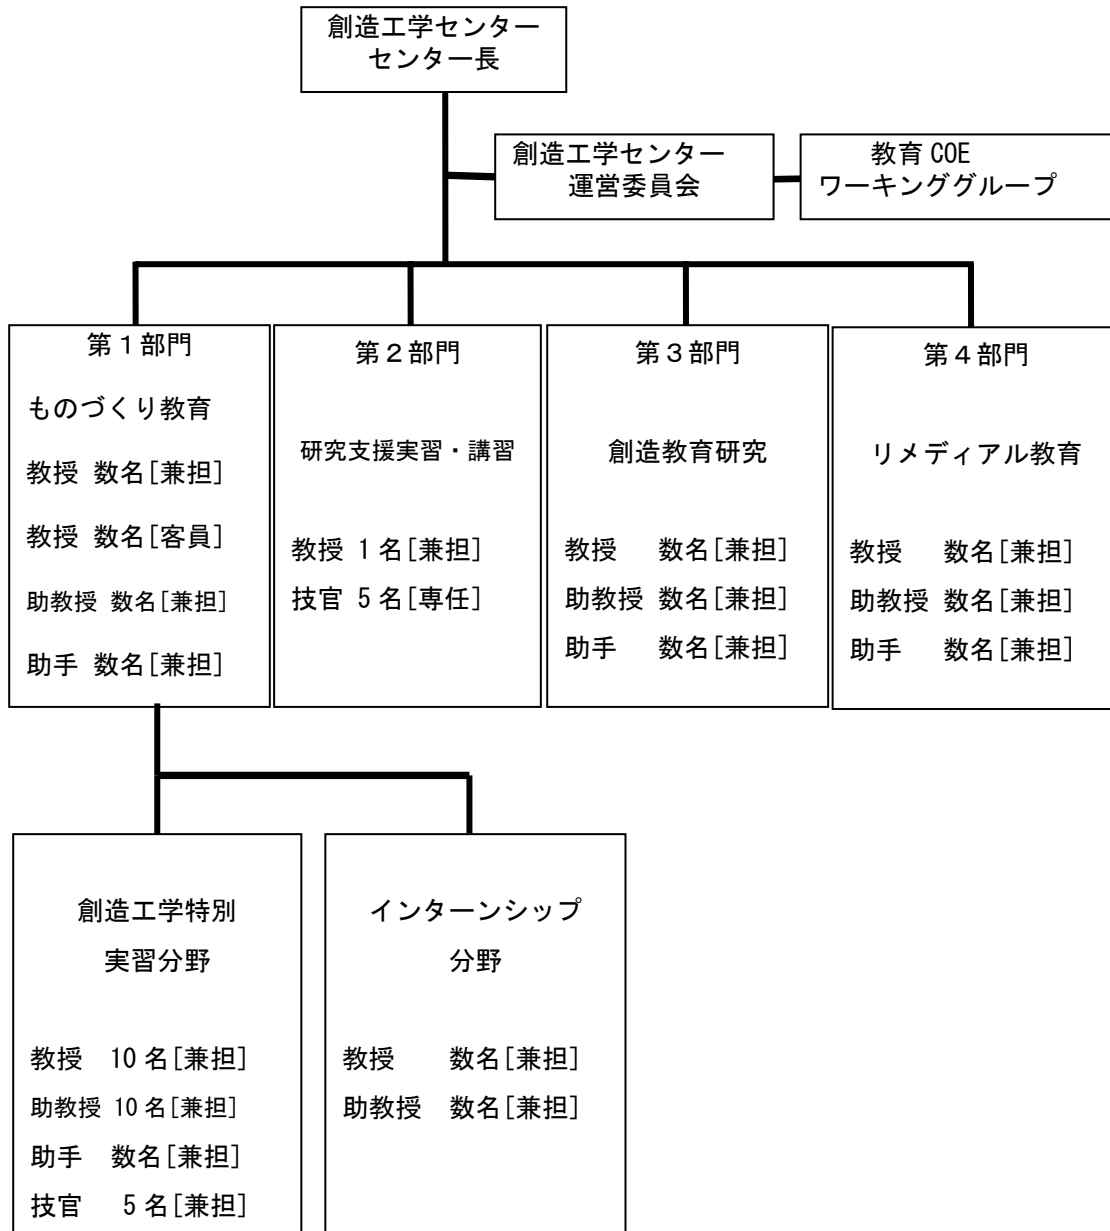 創造工学センター
センター長
創造工学センター
運営委員会
教育 COE
ワーキンググループ
第１部門
ものづくり教育
教授 数名[兼担]
教授 数名[客員]
助教授 数名[兼担]
助手 数名[兼担]
第２部門
研究支援実習・講習
教授 1 名[兼担]
技官 5 名[専任]
第３部門
創造教育研究
教授 数名[兼担]
助教授 数名[兼担]
助手 数名[兼担]
第４部門
リメディアル教育
教授 数名[兼担]
助教授 数名[兼担]
助手 数名[兼担]
創造工学特別
実習分野
教授 10 名[兼担]
助教授 10 名[兼担]
助手 数名[兼担]
技官 5 名[兼担]
インターンシップ
分野
教授 数名[兼担]
助教授 数名[兼担]